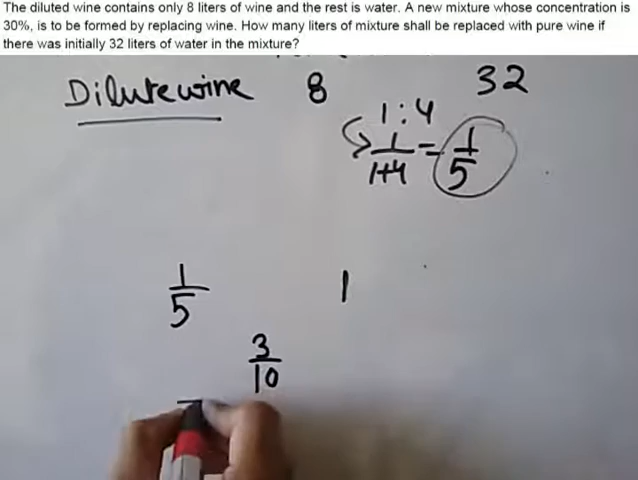 The diluted wine contains only 8 liters of wine and the rest is water. A new mixture whose concentration is
30%, is to be formed by replacing wine. How many liters of mixture shall be replaced with pure wine if
there was initially 32 liters of water in the mixture?
Dilute wine 8 32
1:4
1/1+4 = 1/5
1/5 1
3/10